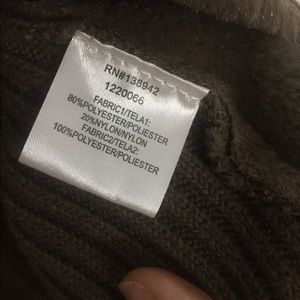 RN#138942
1220066
FABRIC1/TELA1:
80%POLYESTER/POLIESTER
20%NYLON/NYLON
FABRIC2/TELA2:
100%POLYESTER/POLIESTER